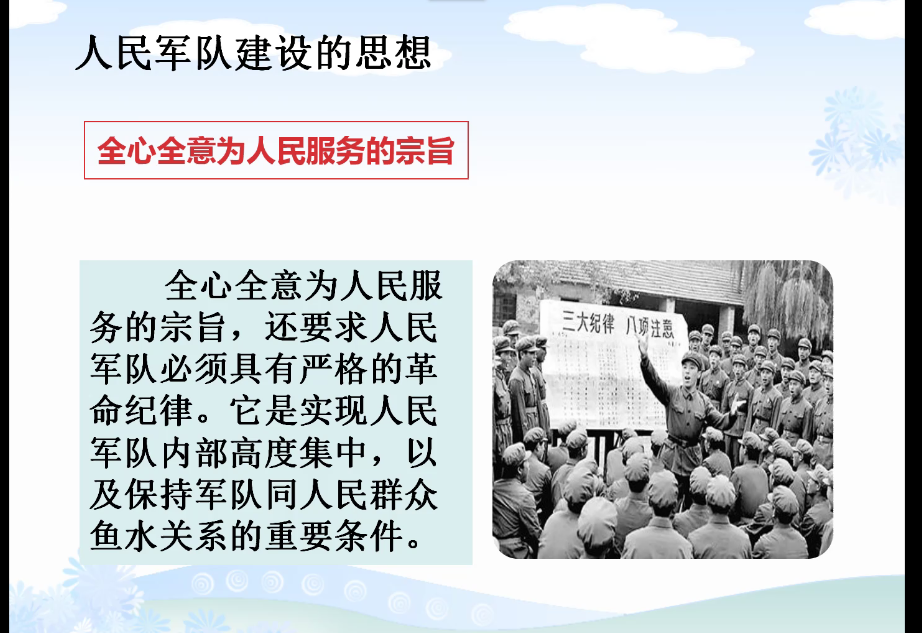 人民军队建设的思想
全心全意为人民服务的宗旨
全心全意为人民服
务的宗旨，还要求人民
军队必须具有严格的革
命纪律。它是实现人民
军队内部高度集中，以
及保持军队同人民群众
鱼水关系的重要条件。
三大纪律 八项注意